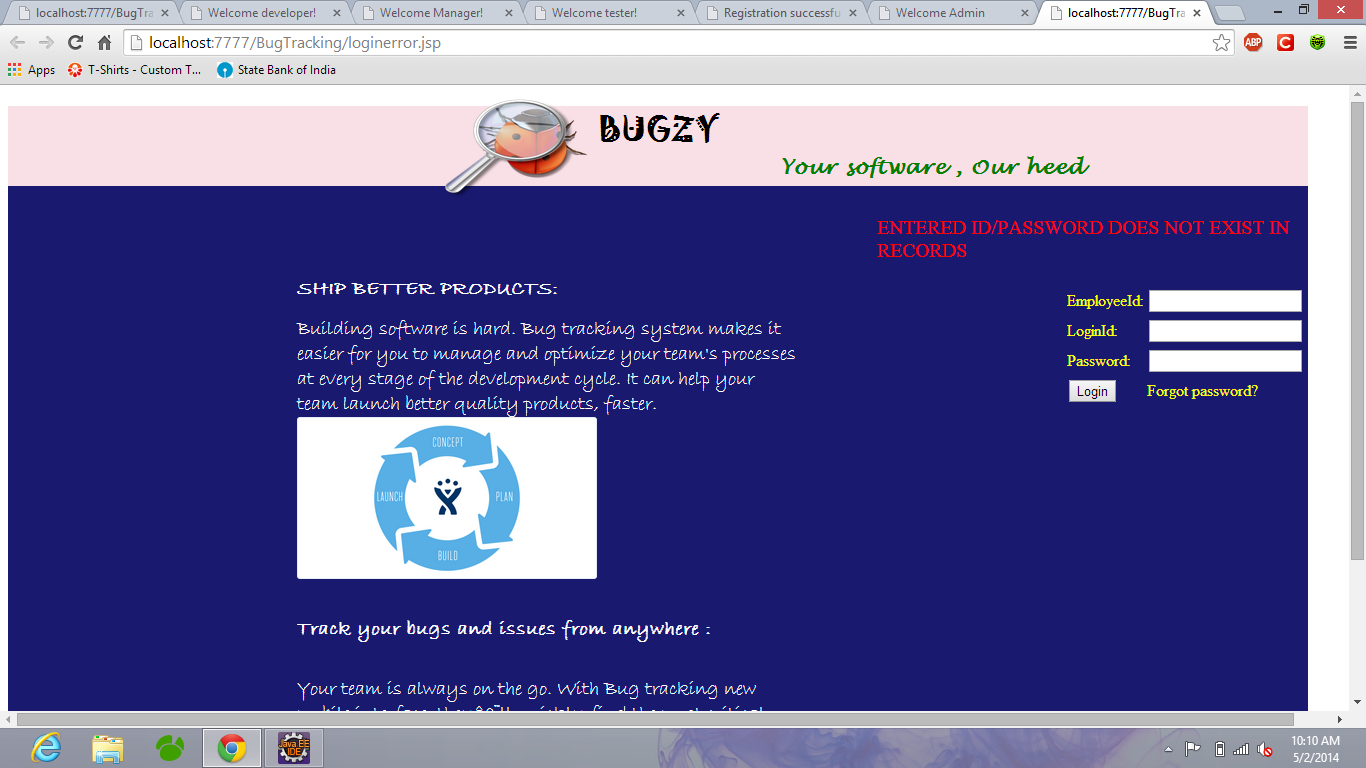 localhost:7777/BugTra
Welcome developer!
Welcome Manager!
Welcome tester!
Registration successfu
Welcome Admin
localhost:7777/BugTra
localhost:7777/BugTracking/loginerror.jsp
ABP
C
Apps
T-Shirts - Custom T...
State Bank of India
BUGZY
Your software , Our heed
ENTERED ID/PASSWORD DOES NOT EXIST IN
RECORDS
SHIP BETTER PRODUCTS:
EmployeeId:
Building software is hard. Bug tracking system makes it
LoginId:
easier for you to manage and optimize your team's processes
Password:
at every stage of the development cycle. It can help your
Login Forgot password?
team launch better quality products, faster.
CONCEPT
LAUNCH
PLAN
BUILD
Track your bugs and issues from anywhere :
Your team is always on the go. With Bug tracking new
Java EE
IDE
10:10 AM
5/2/2014